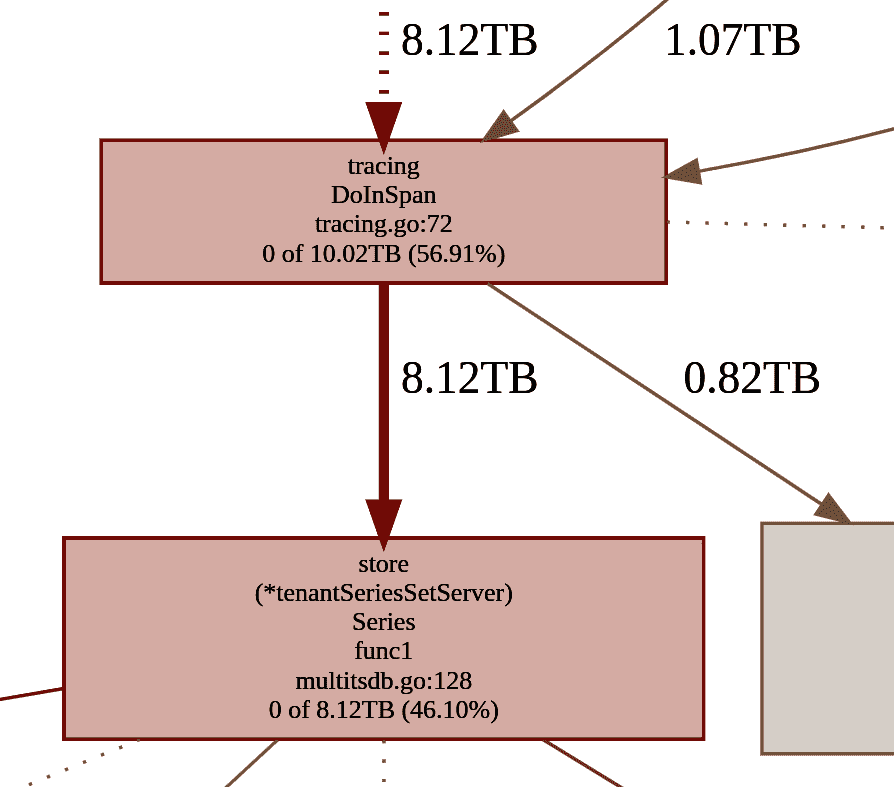 8.12TB
1.07TB
tracing
DoInSpan
tracing.go:72
0 of 10.02TB (56.91%)
8.12TB
0.82TB
store
(*tenantSeriesSetServer)
Series
func1
multitsdb.go:128
0 of 8.12TB (46.10%)